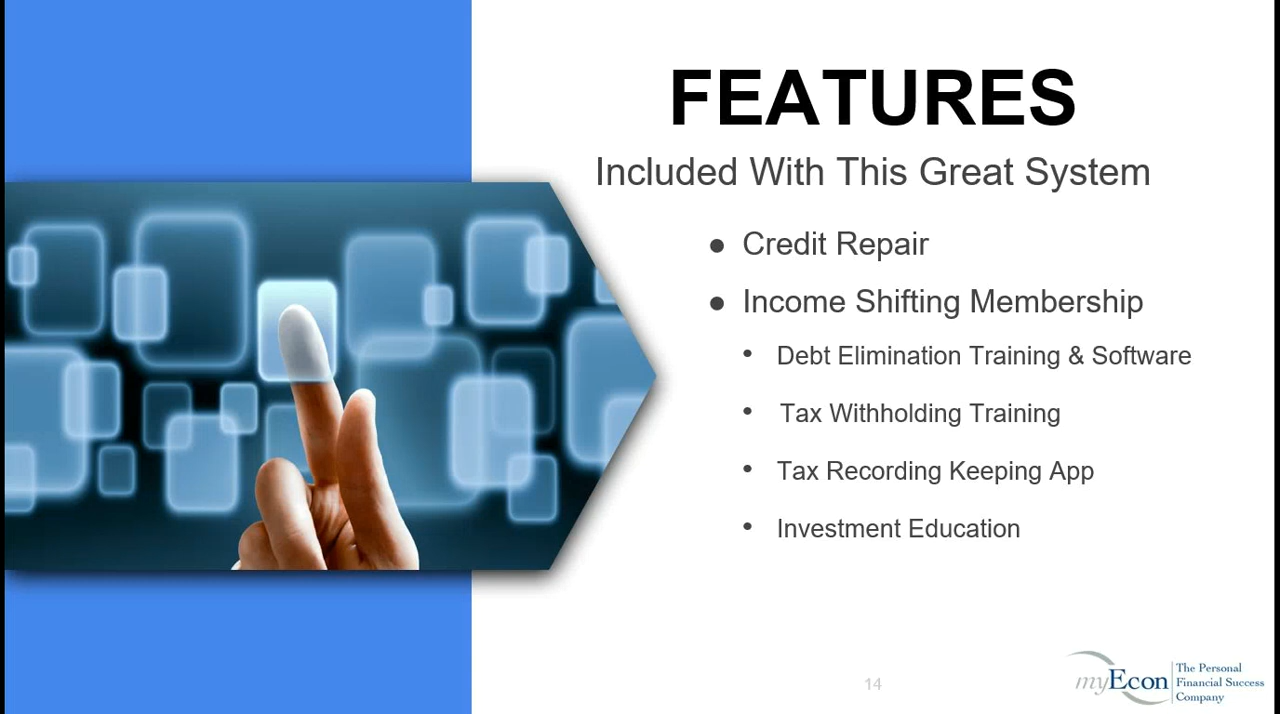 FEATURES
Included With This Great System
● Credit Repair
● Income Shifting Membership
• Debt Elimination Training & Software
• Tax Withholding Training
• Tax Recording Keeping App
• Investment Education
14
myEcon
The Personal
Financial Success
Company